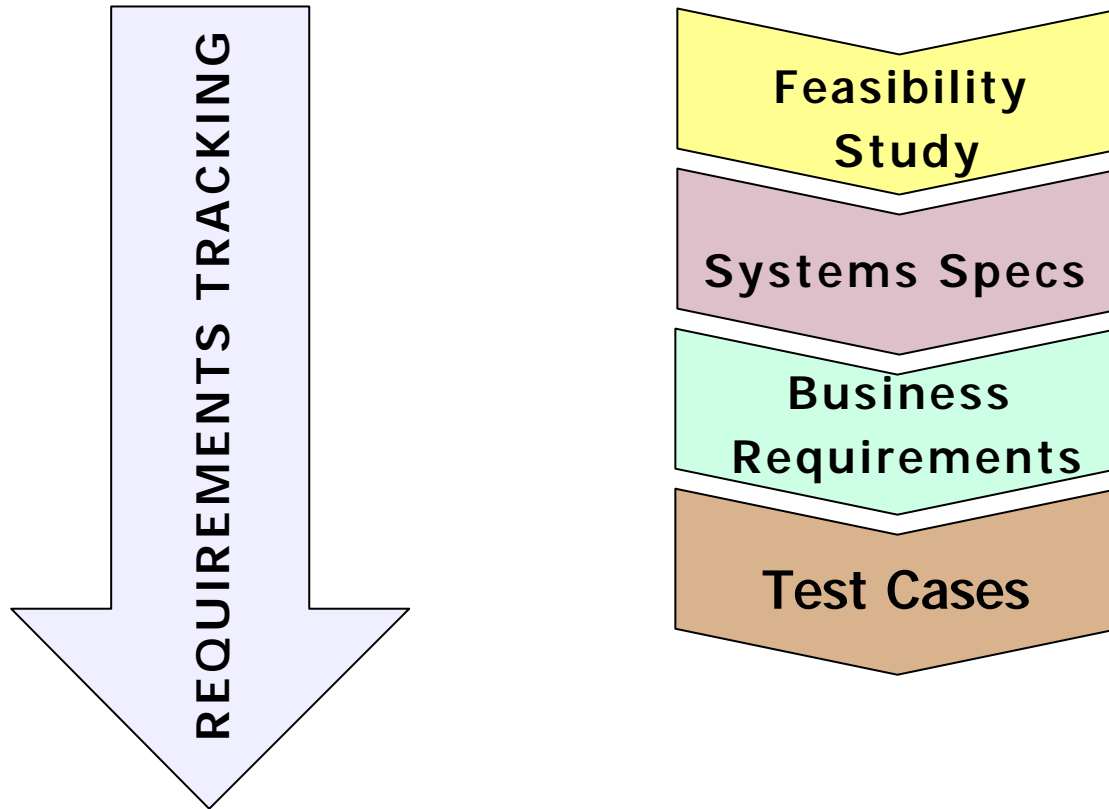 REQUIREMENTS TRACKING
Feasibility
Study
Systems Specs
Business
Requirements
Test Cases